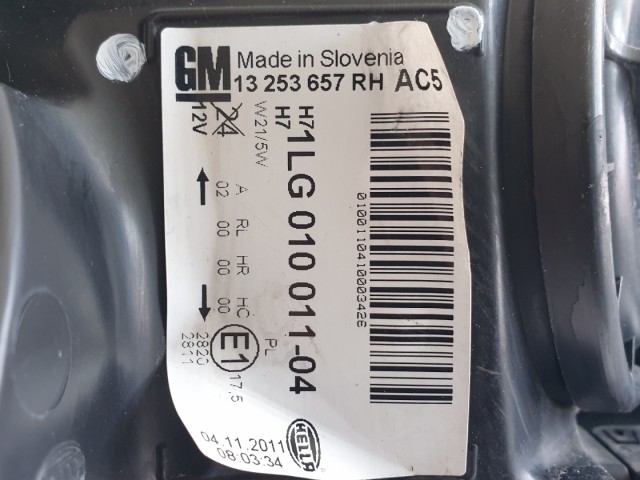 GM Made in Slovenia
13 253 657 RH AC5
12V 24
H7
H7
W21/5W
1LG 010 011-04
01001104100003426
A RL HR HC PL
02 00 00 00
E1 17,5
2820
2811
04.11.2011
08:03:34
HELLA